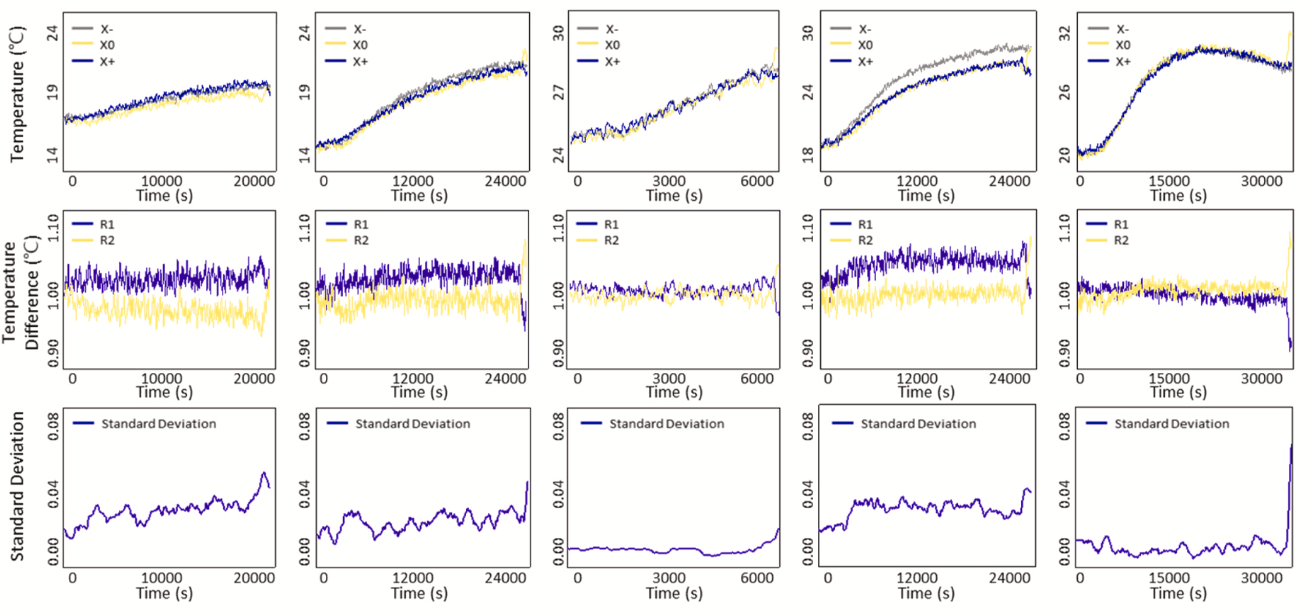 Temperature (℃)
24
19
14
X-
X0
X+
0 10000 20000
Time (s)
24
19
14
X-
X0
X+
0 12000 24000
Time (s)
30
27
24
X-
X0
X+
0 3000 6000
Time (s)
30
24
18
X-
X0
X+
0 12000 24000
Time (s)
32
26
20
X-
X0
X+
0 15000 30000
Time (s)
Temperature
Difference (℃)
1.10
1.00
0.90
R1
R2
0 10000 20000
Time (s)
1.10
1.00
0.90
R1
R2
0 12000 24000
Time (s)
1.10
1.00
0.90
R1
R2
0 3000 6000
Time (s)
1.10
1.00
0.90
R1
R2
0 12000 24000
Time (s)
1.10
1.00
0.90
R1
R2
0 15000 30000
Time (s)
Standard Deviation
0.08
0.04
0.00
Standard Deviation
0 10000 20000
Time (s)
0.08
0.04
0.00
Standard Deviation
0 12000 24000
Time (s)
0.08
0.04
0.00
Standard Deviation
0 3000 6000
Time (s)
0.08
0.04
0.00
Standard Deviation
0 12000 24000
Time (s)
0.08
0.04
0.00
Standard Deviation
0 15000 30000
Time (s)